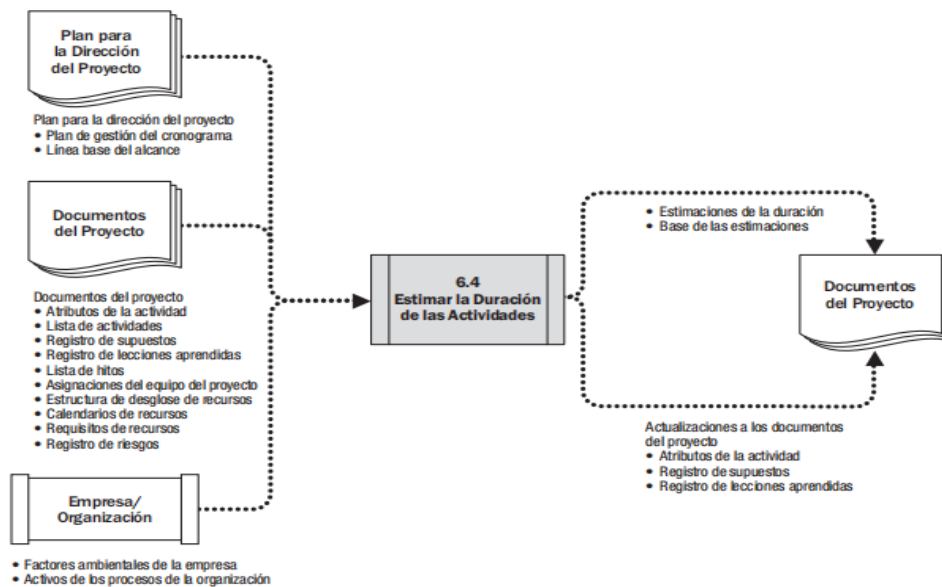 Plan para
la Dirección
del Proyecto
Plan para la dirección del proyecto
• Plan de gestión del cronograma
• Línea base del alcance
Documentos
del Proyecto
Documentos del proyecto
• Atributos de la actividad
• Lista de actividades
• Registro de supuestos
• Registro de lecciones aprendidas
• Lista de hitos
• Asignaciones del equipo del proyecto
• Estructura de desglose de recursos
• Calendarios de recursos
• Requisitos de recursos
• Registro de riesgos
Empresa/
Organización
• Factores ambientales de la empresa
• Activos de los procesos de la organización
6.4
Estimar la Duración
de las Actividades
• Estimaciones de la duración
• Base de las estimaciones
Documentos
del Proyecto
Actualizaciones a los documentos
del proyecto
• Atributos de la actividad
• Registro de supuestos
• Registro de lecciones aprendidas